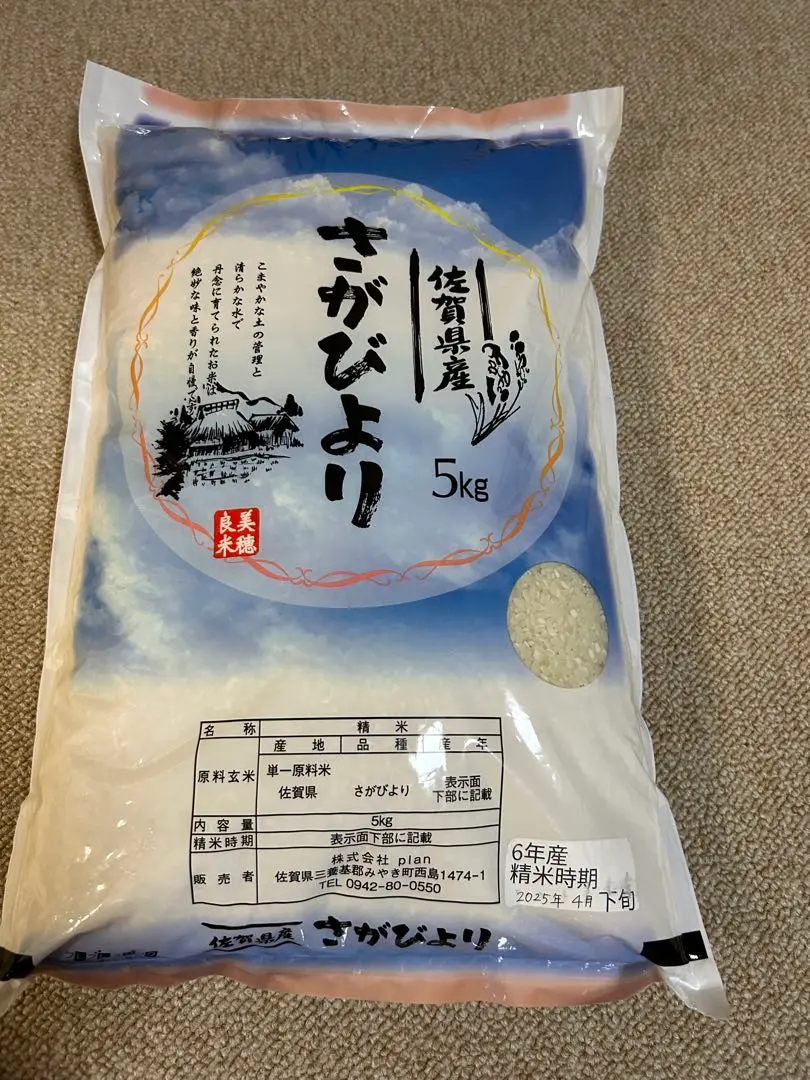 佐賀県産
さがびより
こまやかな土の管理と
清らかな水で
丹念に育てられたお米は
絶妙な味と香りが自慢です。
5kg
美穂
良米
名称 精米
産地 品種 産年
原料玄米 単一原料米
佐賀県 さがびより 表示面
下部に記載
内容量 5kg
精米時期 表示面下部に記載
販売者 株式会社 plan
佐賀県三養基郡みやき町西島1474-1
TEL 0942-80-0550
6年産
精米時期
2025年 4月 下旬
佐賀県産 さがびより